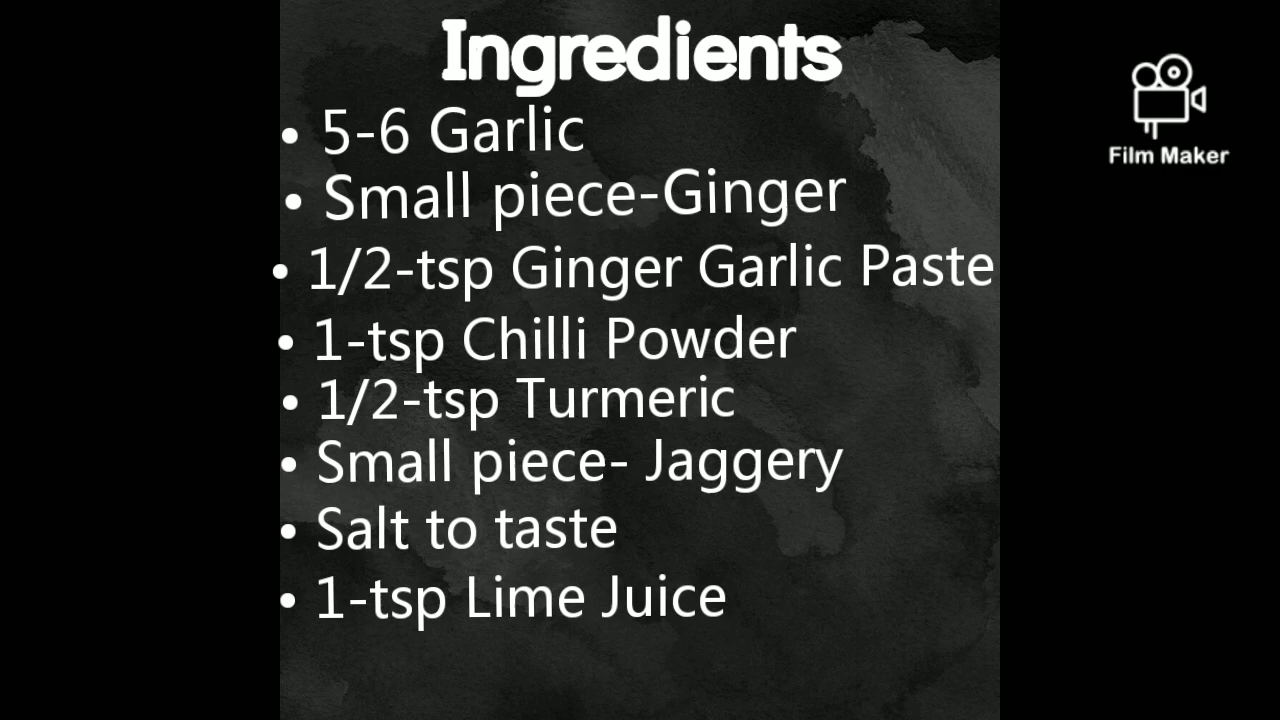 Ingredients
• 5-6 Garlic
• Small piece-Ginger
• 1/2-tsp Ginger Garlic Paste
• 1-tsp Chilli Powder
• 1/2-tsp Turmeric
• Small piece- Jaggery
• Salt to taste
• 1-tsp Lime Juice
Film Maker